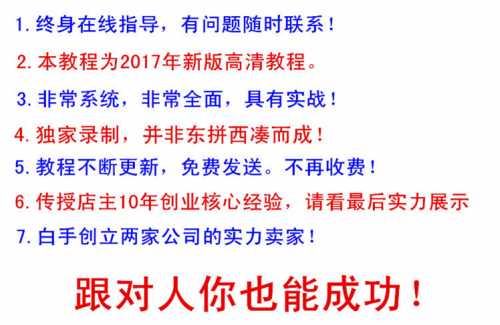 1. 终身在线指导，有问题随时联系！
2. 本教程为2017年新版高清教程。
3. 非常系统，非常全面，具有实战！
4. 独家录制，并非东拼西凑而成！
5. 教程不断更新，免费发送。不再收费！
6. 传授店主10年创业核心经验，请看最后实力展示
7. 白手创立两家公司的实力卖家！
跟对人你也能成功！